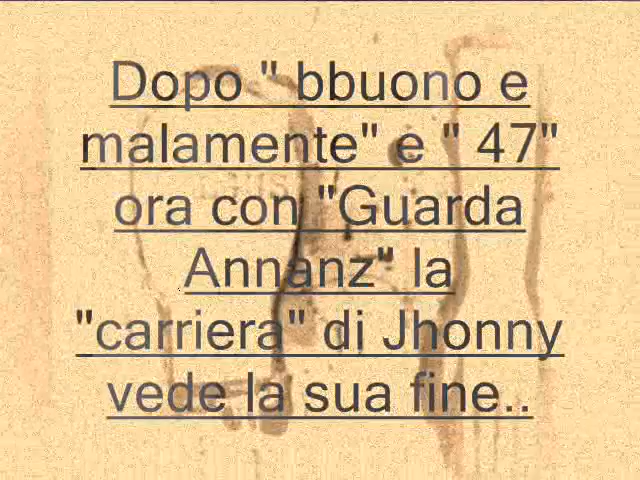 Dopo " bbuono e
malamente" e " 47"
ora con "Guarda
Annanz" la
"carriera" di Jhonny
vede la sua fine..